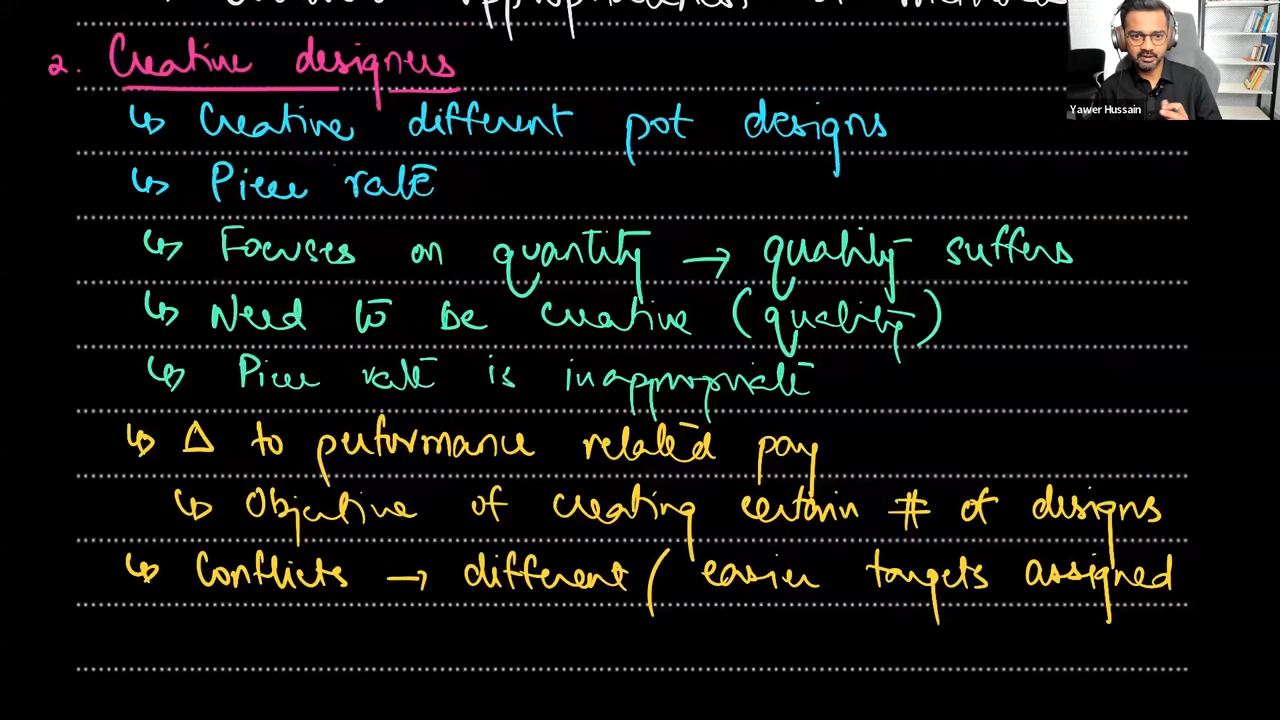 2. Creative designers
Yawer Hussain
↳ Creative different pot designs
↳ Piece rate
↳ Focuses on quantity → quality suffers
↳ Need to be creative (quality)
↳ Piece rate is inappropriate
↳ Δ to performance related pay
↳ Objective of creating certain # of designs
↳ Conflicts → different / easier targets assigned